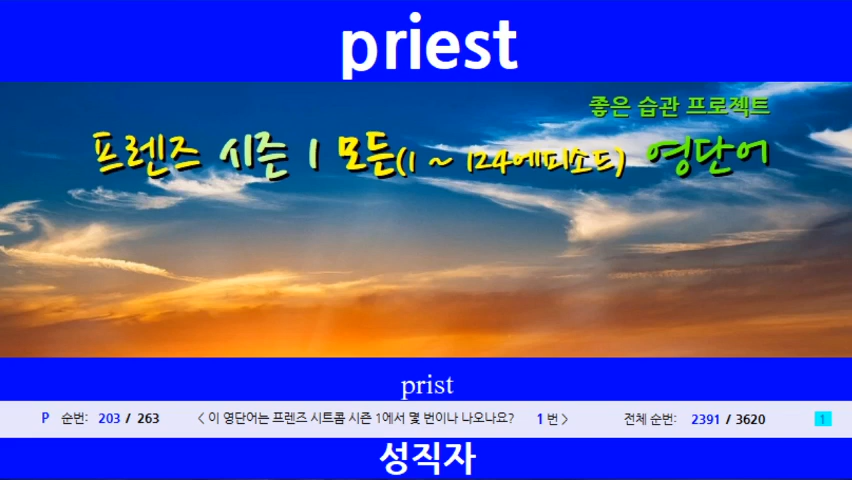 priest
좋은 습관 프로젝트
프렌즈 시즌 1 모든(1 ~ 124에피소드) 영단어
prist
P 순번: 203 / 263 < 이 영단어는 프렌즈 시트콤 시즌 1에서 몇 번이나 나오나요? 1 번 > 전체 순번: 2391 / 3620 1
성직자